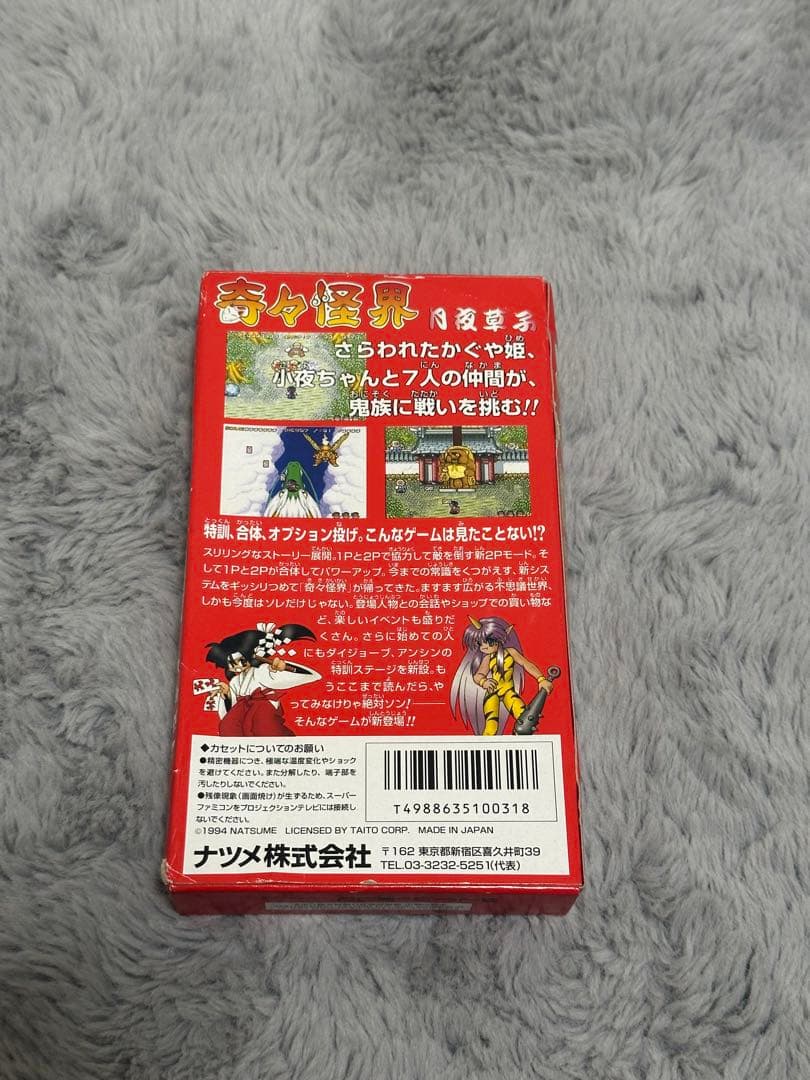 奇々怪界 月夜草子
さらわれたかぐや姫、
小夜ちゃんと7人の仲間が、
鬼族に戦いを挑む!!
特訓、合体、オプション投げ。こんなゲームは見たことない!?
スリリングなストーリー展開。1Pと2Pで協力して敵を倒す新2Pモード。そ
して1Pと2Pが合体してパワーアップ。今までの常識をくつがえす、新シス
テムをギッシリつめて「奇々怪界」が帰ってきた。ますます広がる不思議世界、
しかも今度はソレだけじゃない。登場人物との会話やショップでの買い物な
ど、楽しいイベントも盛りだ
くさん。さらに始めての人
にもダイジョーブ、アンシンの
特訓ステージを新設。も
うここまで読んだら、や
ってみなけりゃ絶対ソン!——
そんなゲームが新登場!!
◆カセットについてのお願い
●精密機器につき、極端な温度変化やショック
を避けてください。また分解したり、端子部を
汚したりしないでください。
●残像現象(画面焼け)が生ずるため、スーパー
ファミコンをプロジェクションテレビには接続し
ないでください。
©1994 NATSUME LICENSED BY TAITO CORP. MADE IN JAPAN
T4988635100318
ナツメ株式会社
〒162 東京都新宿区喜久井町39
TEL.03-3232-5251(代表)